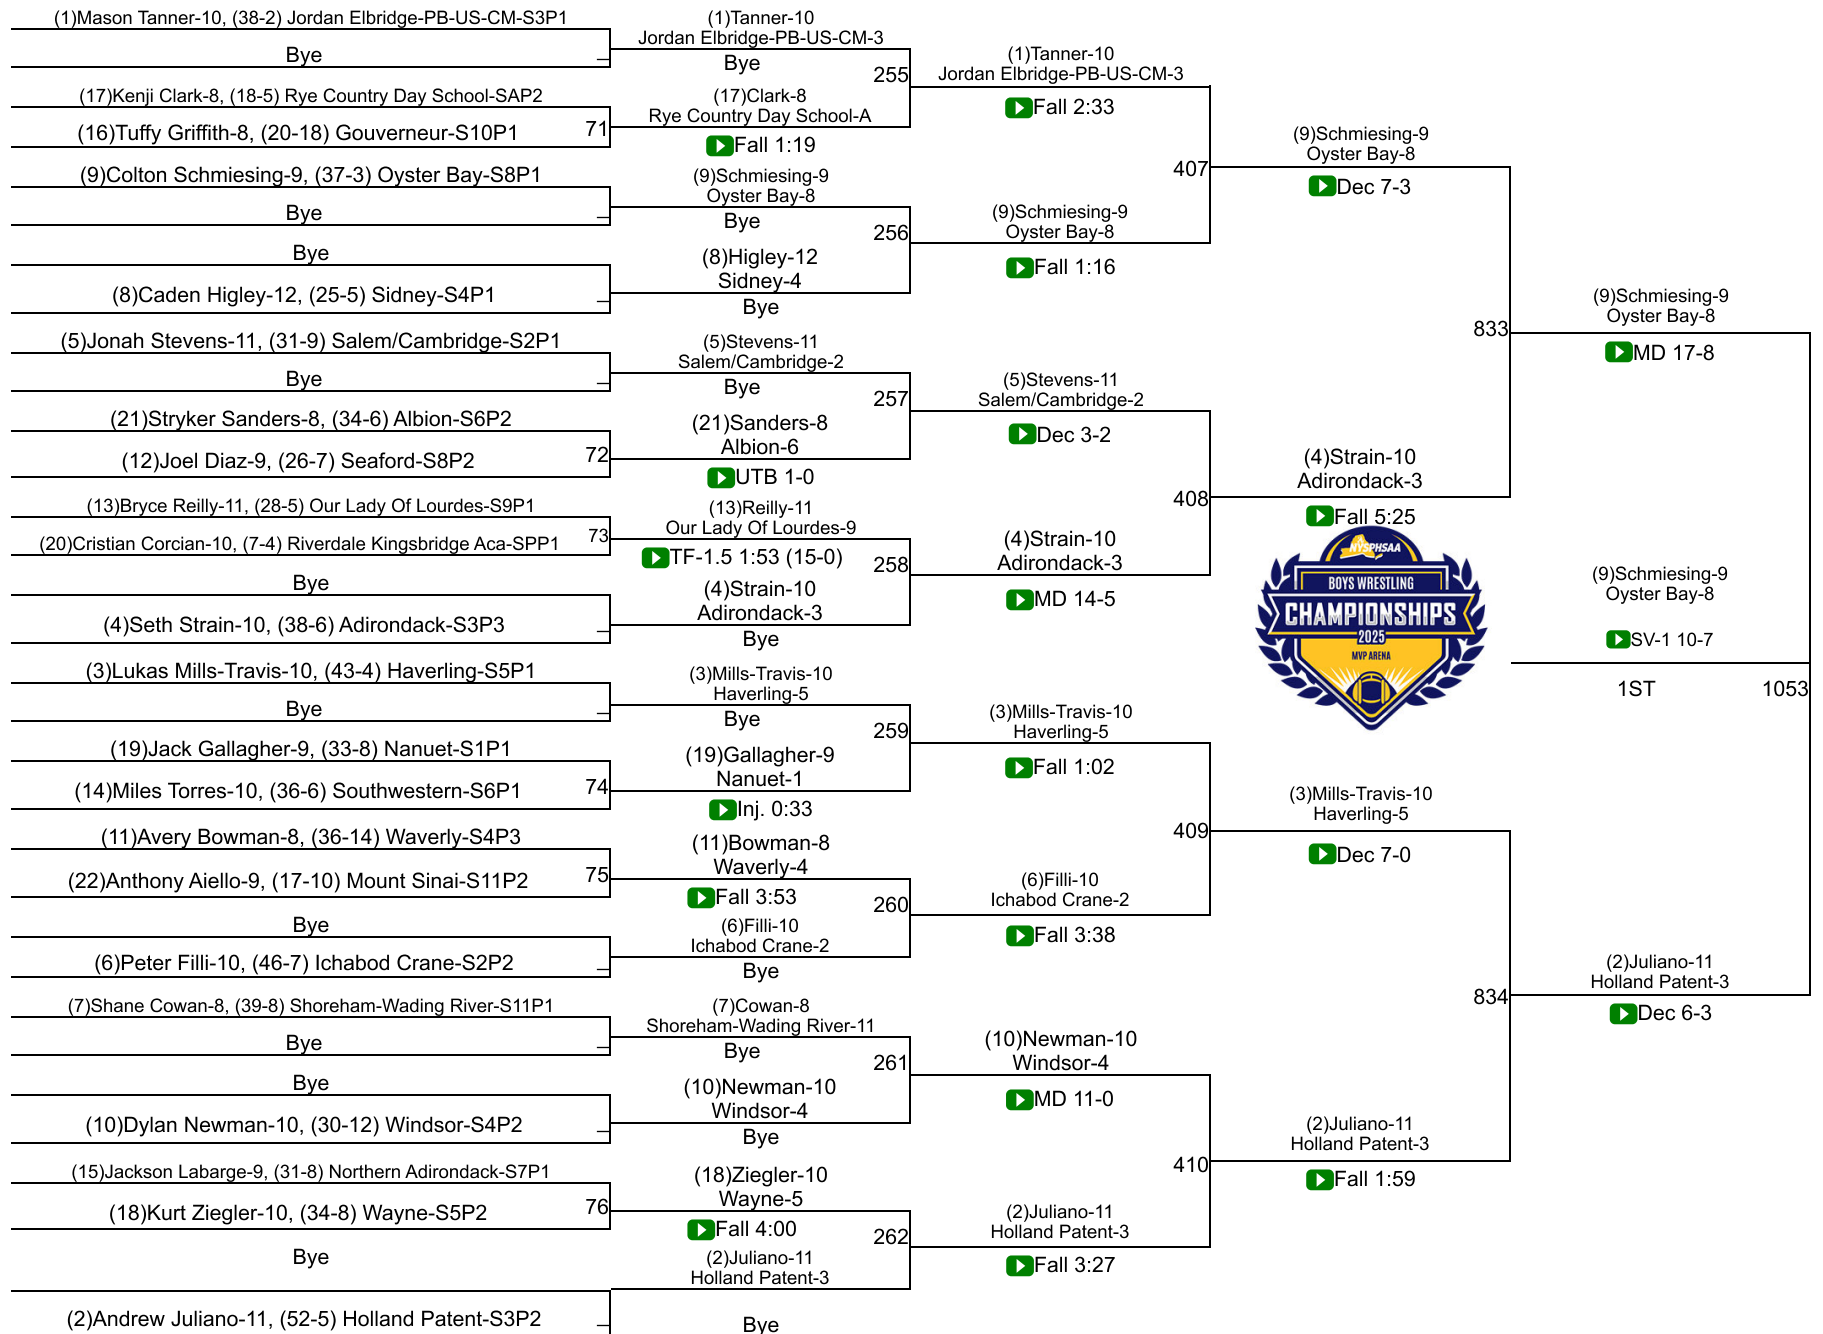 (1)Mason Tanner-10, (38-2) Jordan Elbridge-PB-US-CM-S3P1
Bye
(17)Kenji Clark-8, (18-5) Rye Country Day School-SAP2
71
(16)Tuffy Griffith-8, (20-18) Gouverneur-S10P1
(9)Colton Schmiesing-9, (37-3) Oyster Bay-S8P1
Bye
Bye
(8)Caden Higley-12, (25-5) Sidney-S4P1
(5)Jonah Stevens-11, (31-9) Salem/Cambridge-S2P1
Bye
(21)Stryker Sanders-8, (34-6) Albion-S6P2
72
(12)Joel Diaz-9, (26-7) Seaford-S8P2
(13)Bryce Reilly-11, (28-5) Our Lady Of Lourdes-S9P1
73
(20)Cristian Corcian-10, (7-4) Riverdale Kingsbridge Aca-SPP1
Bye
(4)Seth Strain-10, (38-6) Adirondack-S3P3
(3)Lukas Mills-Travis-10, (43-4) Haverling-S5P1
Bye
(19)Jack Gallagher-9, (33-8) Nanuet-S1P1
74
(14)Miles Torres-10, (36-6) Southwestern-S6P1
(11)Avery Bowman-8, (36-14) Waverly-S4P3
75
(22)Anthony Aiello-9, (17-10) Mount Sinai-S11P2
Bye
(6)Peter Filli-10, (46-7) Ichabod Crane-S2P2
(7)Shane Cowan-8, (39-8) Shoreham-Wading River-S11P1
Bye
Bye
(10)Dylan Newman-10, (30-12) Windsor-S4P2
(15)Jackson Labarge-9, (31-8) Northern Adirondack-S7P1
76
(18)Kurt Ziegler-10, (34-8) Wayne-S5P2
Bye
(2)Andrew Juliano-11, (52-5) Holland Patent-S3P2
(1)Tanner-10
Jordan Elbridge-PB-US-CM-3
Bye
255
(17)Clark-8
Rye Country Day School-A
Fall 1:19
(9)Schmiesing-9
Oyster Bay-8
Bye
256
(8)Higley-12
Sidney-4
Bye
(5)Stevens-11
Salem/Cambridge-2
Bye
257
(21)Sanders-8
Albion-6
UTB 1-0
(13)Reilly-11
Our Lady Of Lourdes-9
TF-1.5 1:53 (15-0)
258
(4)Strain-10
Adirondack-3
Bye
(3)Mills-Travis-10
Haverling-5
Bye
259
(19)Gallagher-9
Nanuet-1
Inj. 0:33
(11)Bowman-8
Waverly-4
Fall 3:53
260
(6)Filli-10
Ichabod Crane-2
Bye
(7)Cowan-8
Shoreham-Wading River-11
Bye
261
(10)Newman-10
Windsor-4
Bye
(18)Ziegler-10
Wayne-5
Fall 4:00
262
(2)Juliano-11
Holland Patent-3
Bye
(1)Tanner-10
Jordan Elbridge-PB-US-CM-3
Fall 2:33
407
(9)Schmiesing-9
Oyster Bay-8
Fall 1:16
(5)Stevens-11
Salem/Cambridge-2
Dec 3-2
408
(4)Strain-10
Adirondack-3
MD 14-5
(3)Mills-Travis-10
Haverling-5
Fall 1:02
409
(6)Filli-10
Ichabod Crane-2
Fall 3:38
(10)Newman-10
Windsor-4
MD 11-0
410
(2)Juliano-11
Holland Patent-3
Fall 3:27
(9)Schmiesing-9
Oyster Bay-8
Dec 7-3
833
(4)Strain-10
Adirondack-3
Fall 5:25
NYSPHSAA
BOYS WRESTLING
CHAMPIONSHIPS
2025
MVP ARENA
(3)Mills-Travis-10
Haverling-5
Dec 7-0
834
(2)Juliano-11
Holland Patent-3
Fall 1:59
(9)Schmiesing-9
Oyster Bay-8
MD 17-8
(9)Schmiesing-9
Oyster Bay-8
SV-1 10-7
1ST
1053
(2)Juliano-11
Holland Patent-3
Dec 6-3